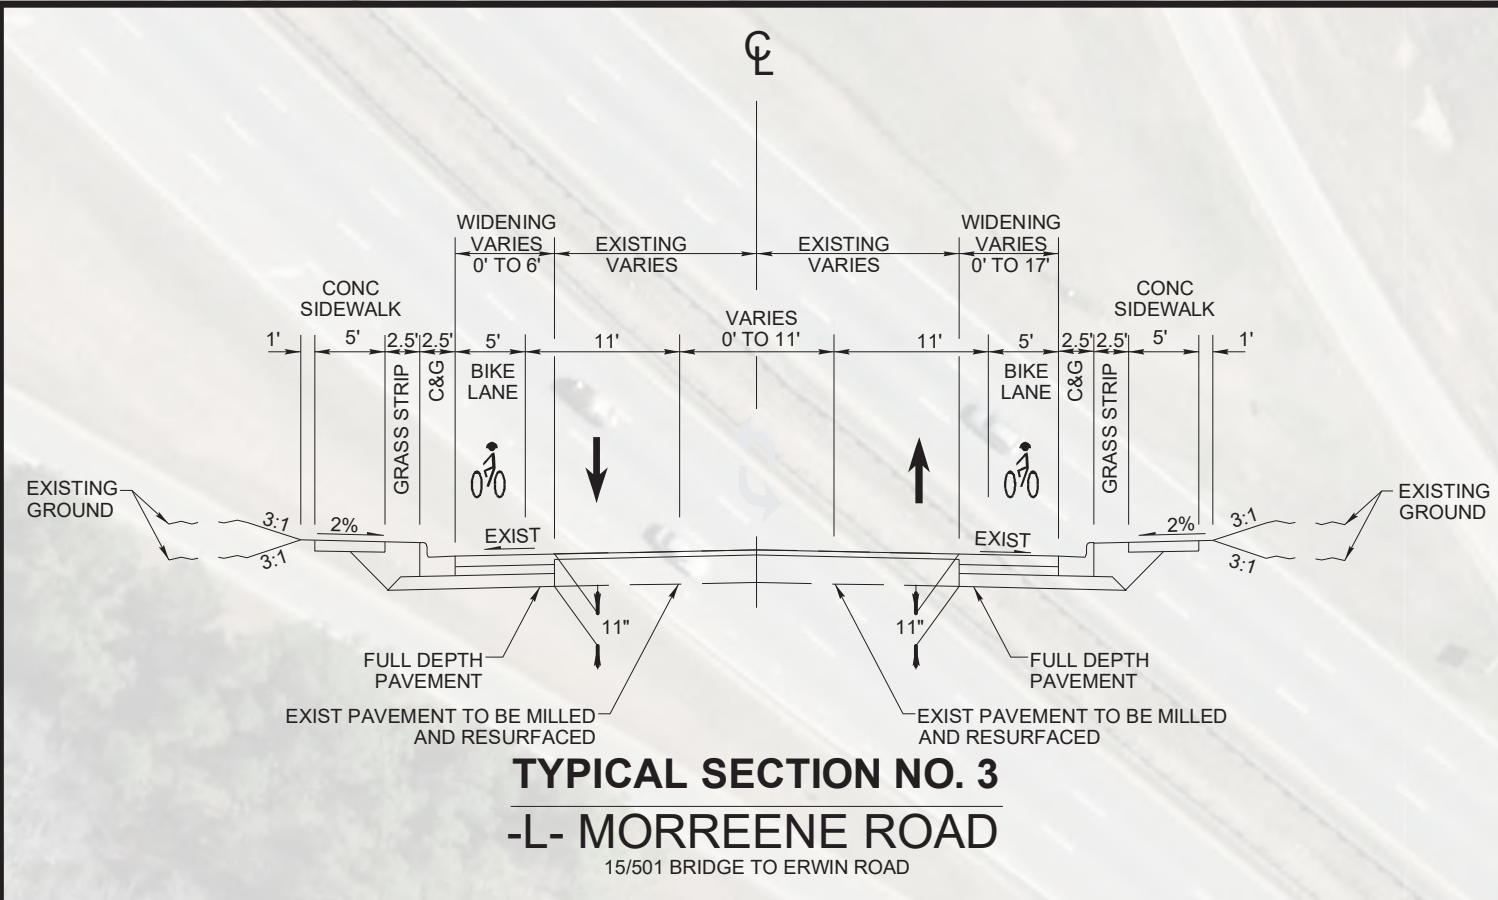 ℄
WIDENING
VARIES
0' TO 6'
EXISTING
VARIES
EXISTING
VARIES
WIDENING
VARIES
0' TO 17'
CONC
SIDEWALK
VARIES
0' TO 11'
CONC
SIDEWALK
1' 5' 2.5' 2.5' 5' 11' 11' 5' 2.5' 2.5' 5' 1'
GRASS STRIP
C&G
BIKE
LANE
BIKE
LANE
C&G
GRASS STRIP
EXISTING
GROUND
3:1
3:1
2%
EXIST
EXIST
2%
3:1
3:1
EXISTING
GROUND
11"
11"
FULL DEPTH
PAVEMENT
FULL DEPTH
PAVEMENT
EXIST PAVEMENT TO BE MILLED
AND RESURFACED
EXIST PAVEMENT TO BE MILLED
AND RESURFACED
TYPICAL SECTION NO. 3
-L- MORREENE ROAD
15/501 BRIDGE TO ERWIN ROAD